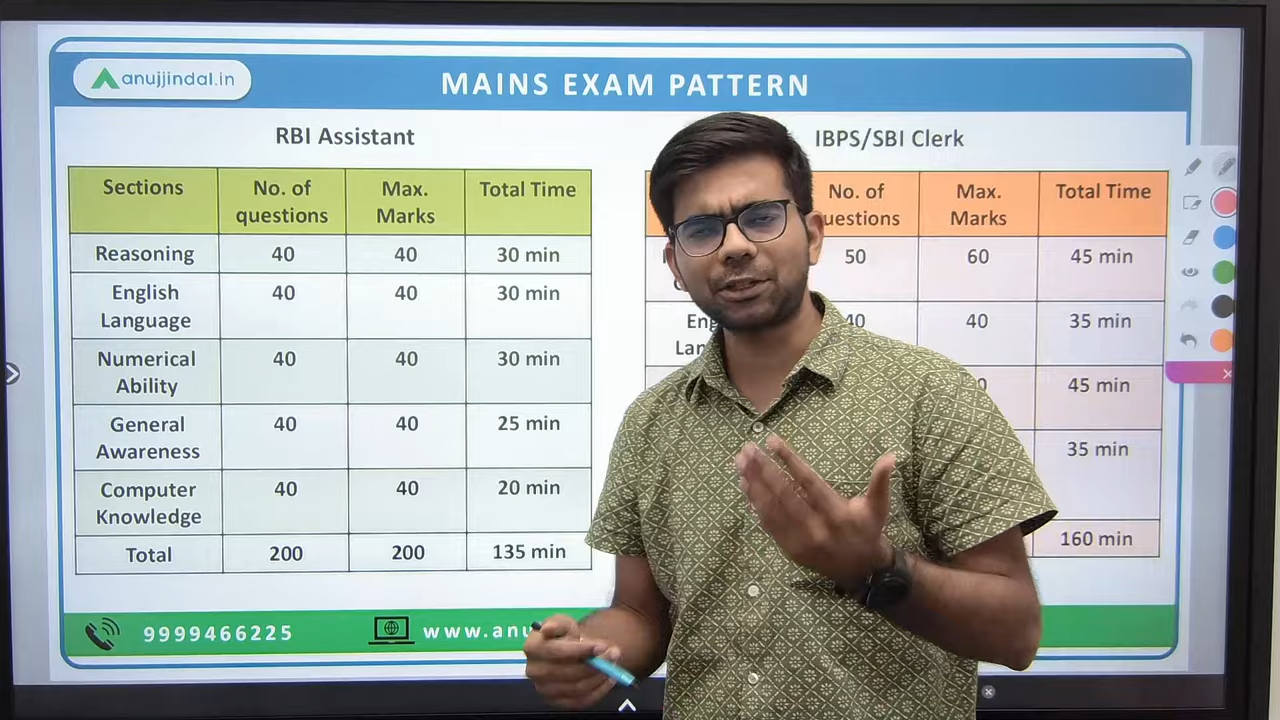 anujjindal.in
MAINS EXAM PATTERN
RBI Assistant
Sections No. of questions Max. Marks Total Time
Reasoning 40 40 30 min
English Language 40 40 30 min
Numerical Ability 40 40 30 min
General Awareness 40 40 25 min
Computer Knowledge 40 40 20 min
Total 200 200 135 min
IBPS/SBI Clerk
No. of Max. Marks Total Time
50 60 45 min
40 40 35 min
45 min
35 min
160 min
9999466225